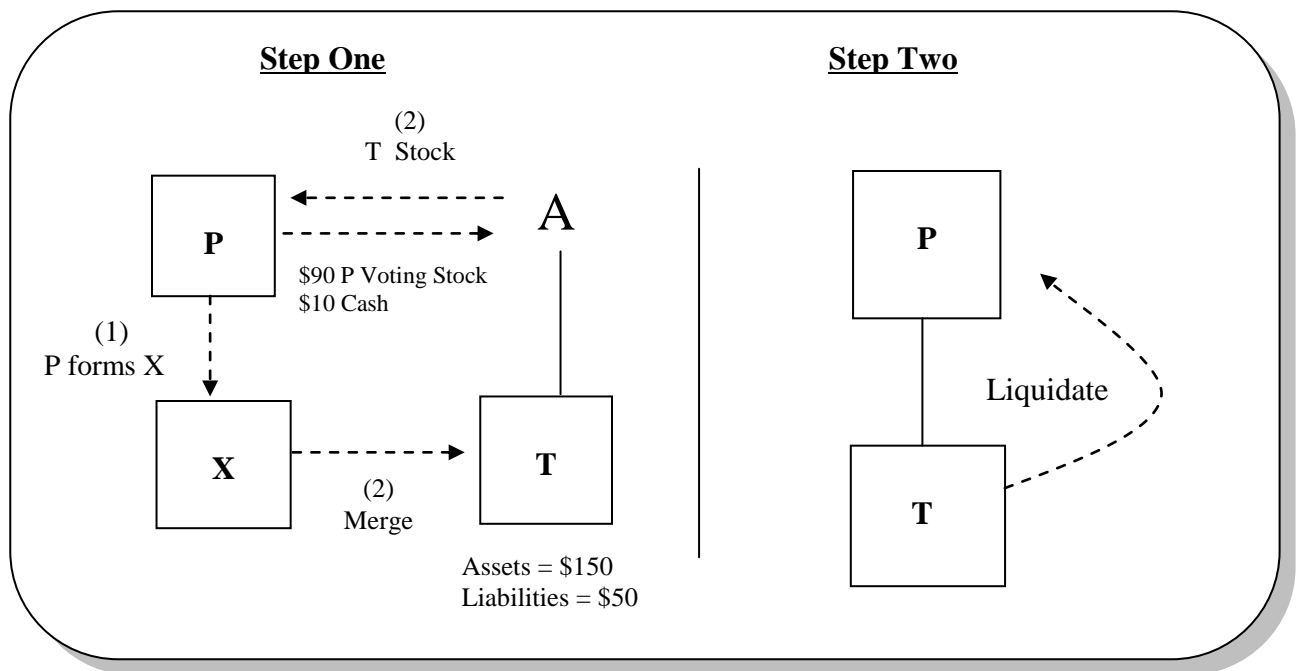 Step One
Step Two
(2)
T Stock
P
A
$90 P Voting Stock
$10 Cash
(1)
P forms X
X
(2)
Merge
T
Assets = $150
Liabilities = $50
P
Liquidate
T